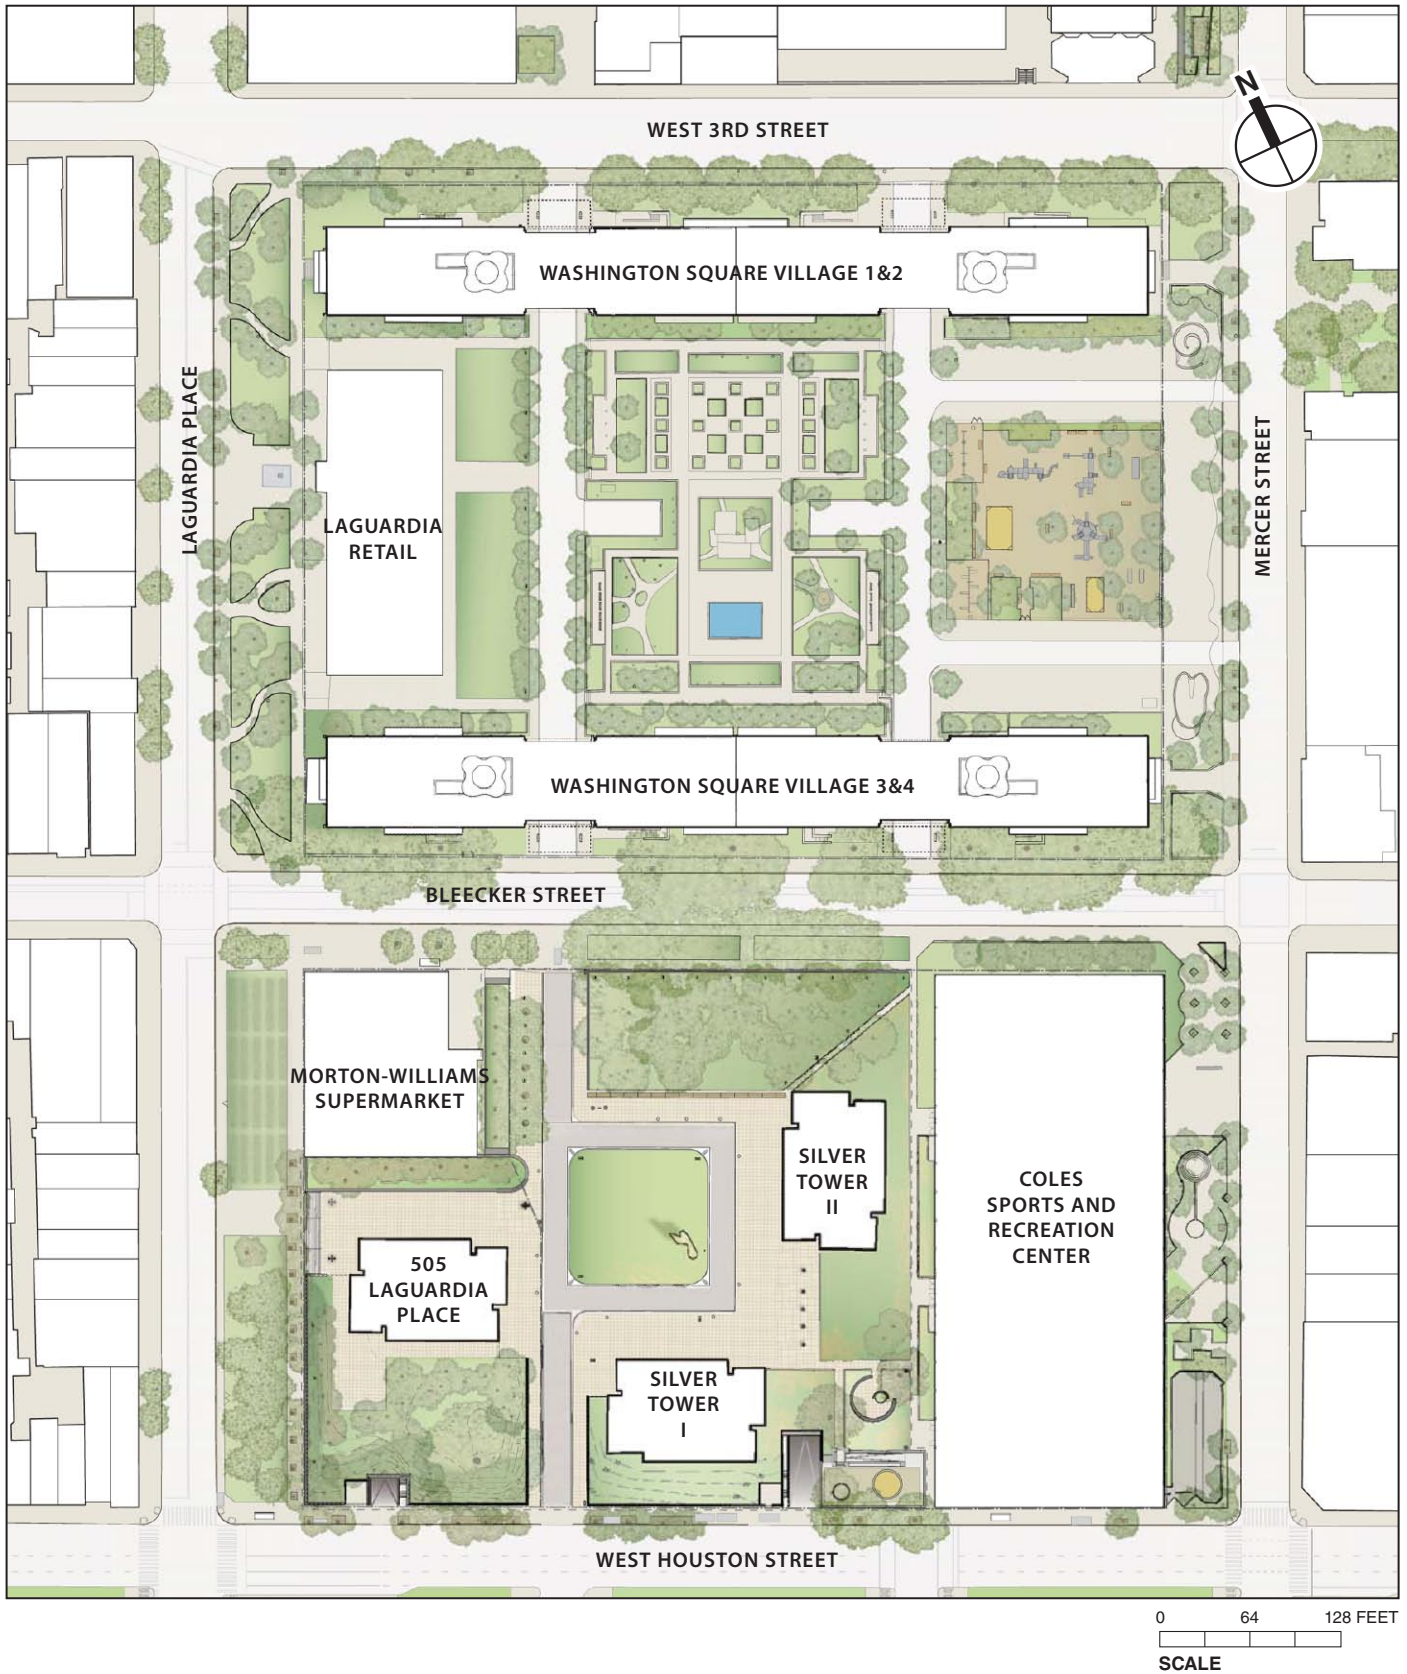 N
WEST 3RD STREET
WASHINGTON SQUARE VILLAGE 1&2
LAGUARDIA PLACE
MERCER STREET
LAGUARDIA
RETAIL
WASHINGTON SQUARE VILLAGE 3&4
BLEECKER STREET
MORTON-WILLIAMS
SUPERMARKET
SILVER
TOWER
II
COLES
SPORTS AND
RECREATION
CENTER
505
LAGUARDIA
PLACE
SILVER
TOWER
I
WEST HOUSTON STREET
0 64 128 FEET
SCALE